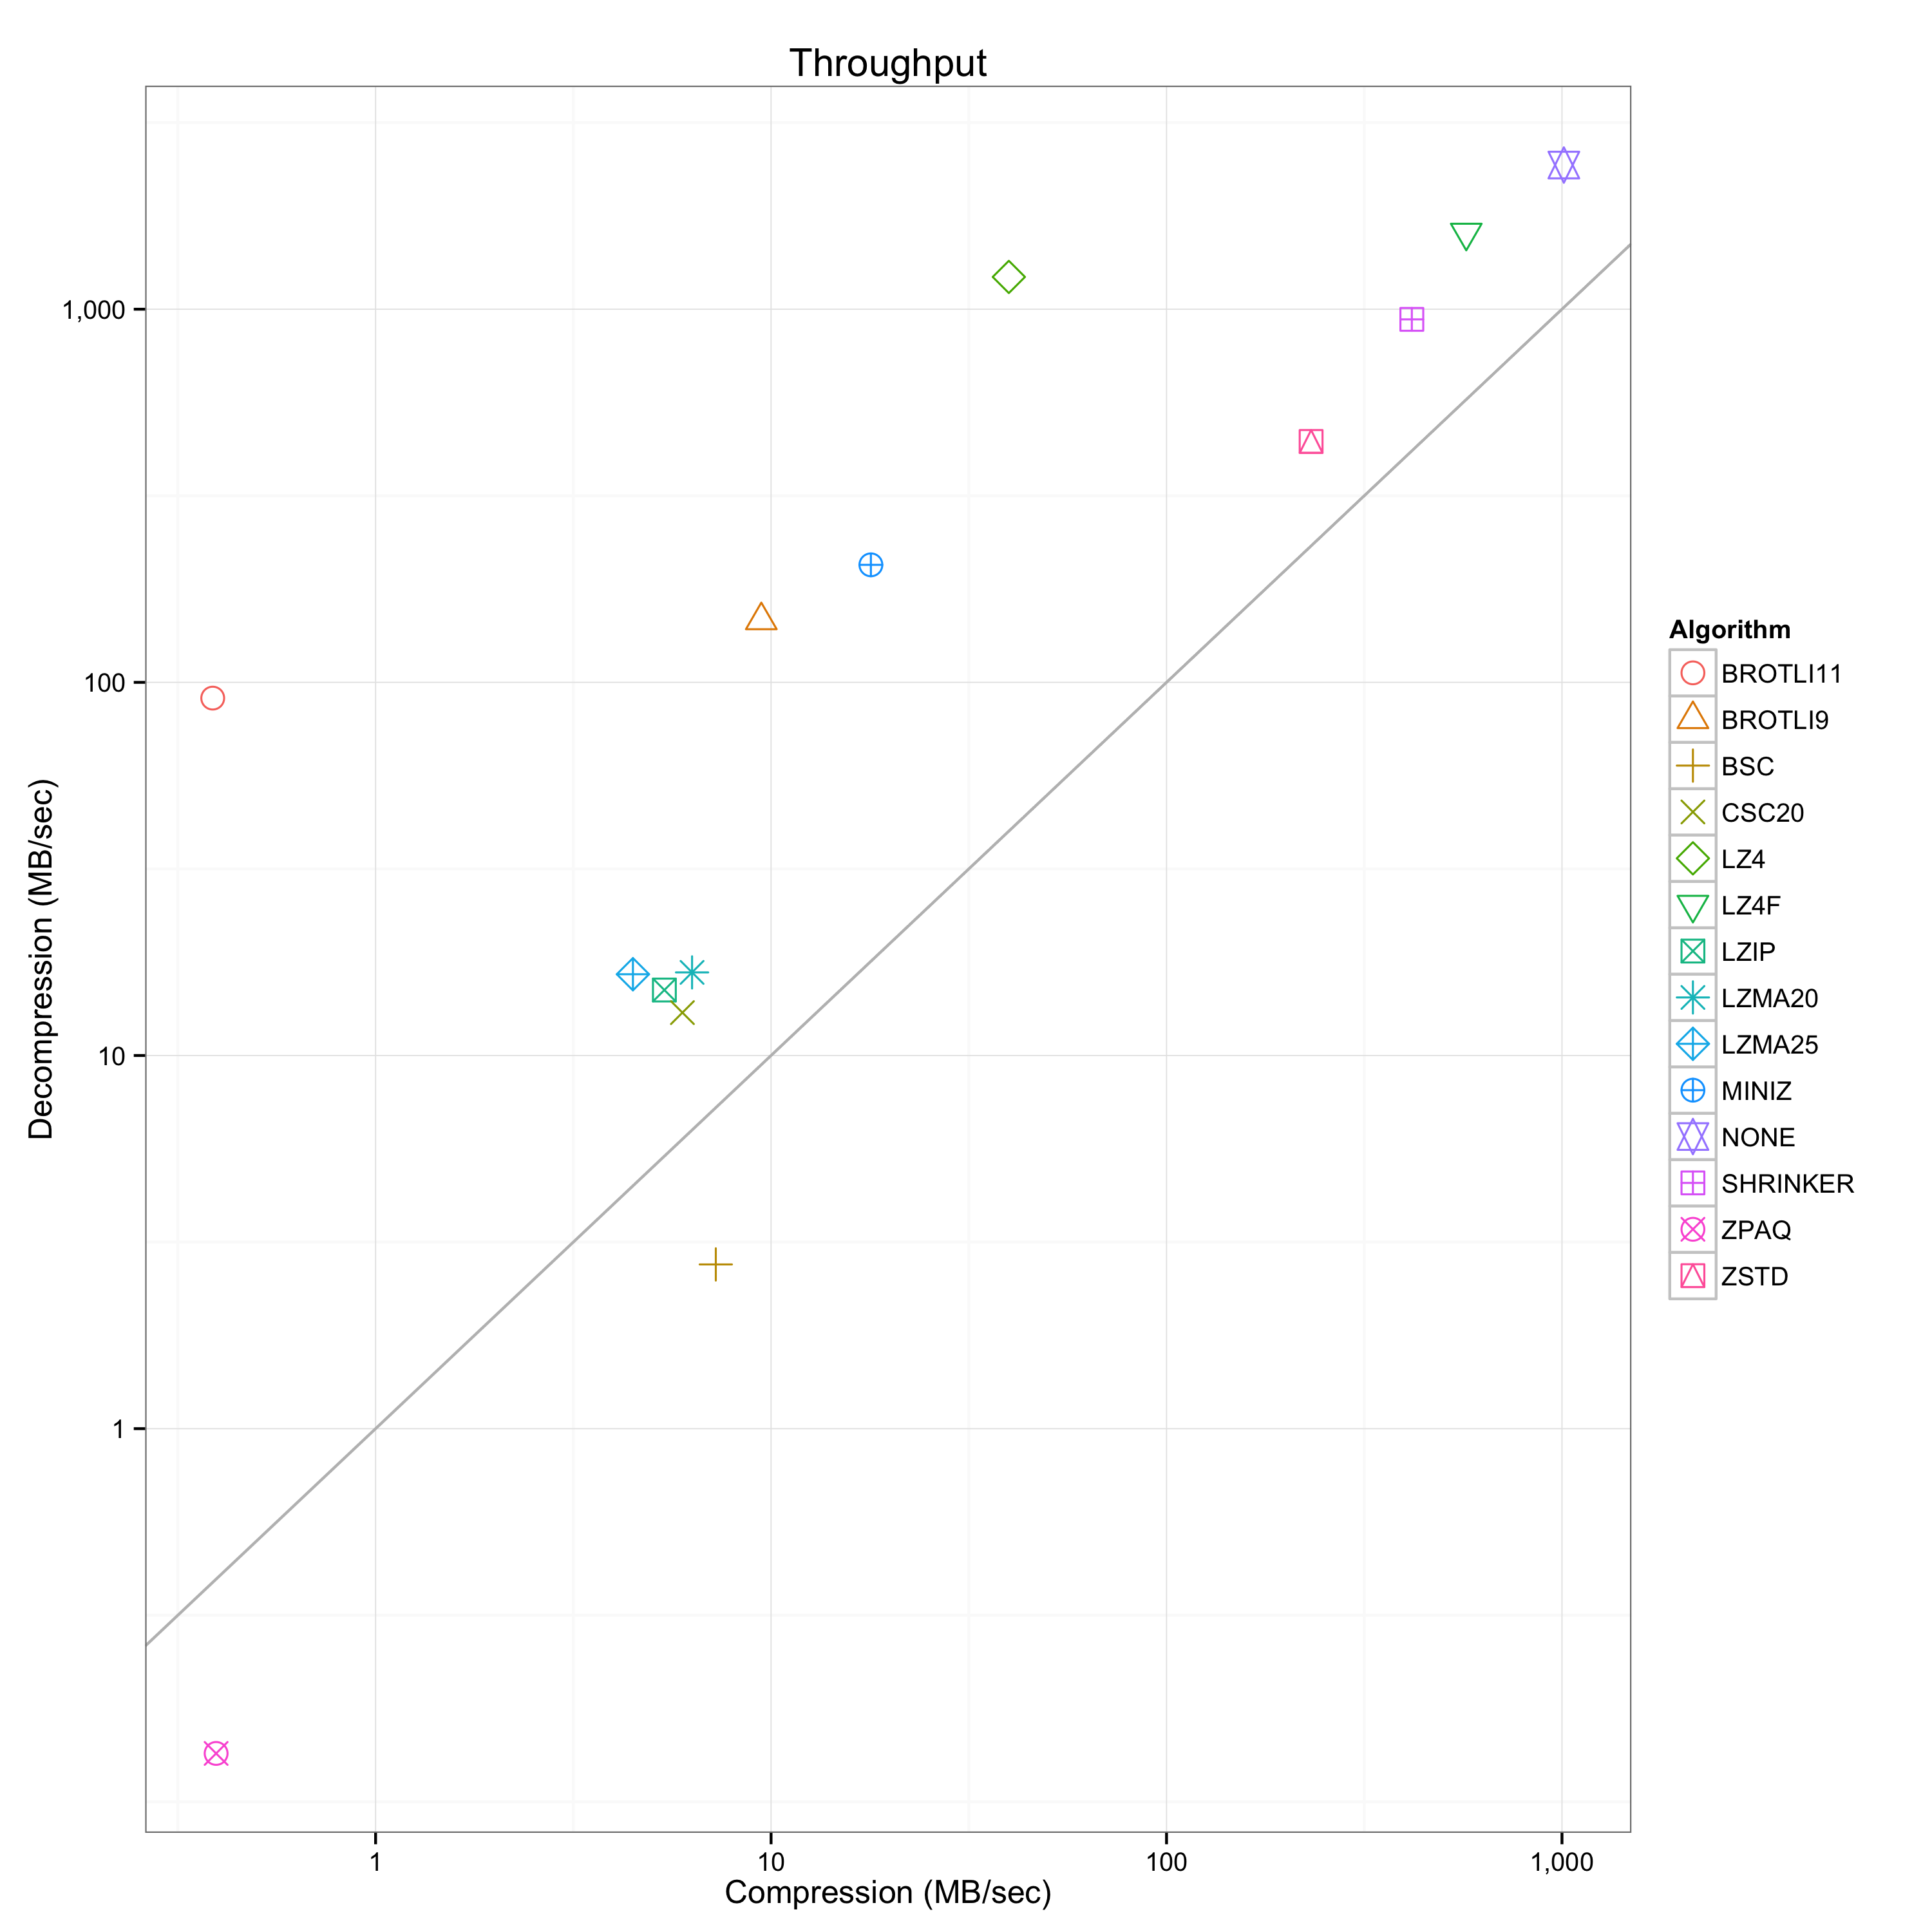 Throughput
Decompression (MB/sec)
1,000
100
10
1
1
10
100
1,000
Compression (MB/sec)
Algorithm
BROTLI11
BROTLI9
BSC
CSC20
LZ4
LZ4F
LZIP
LZMA20
LZMA25
MINIZ
NONE
SHRINKER
ZPAQ
ZSTD